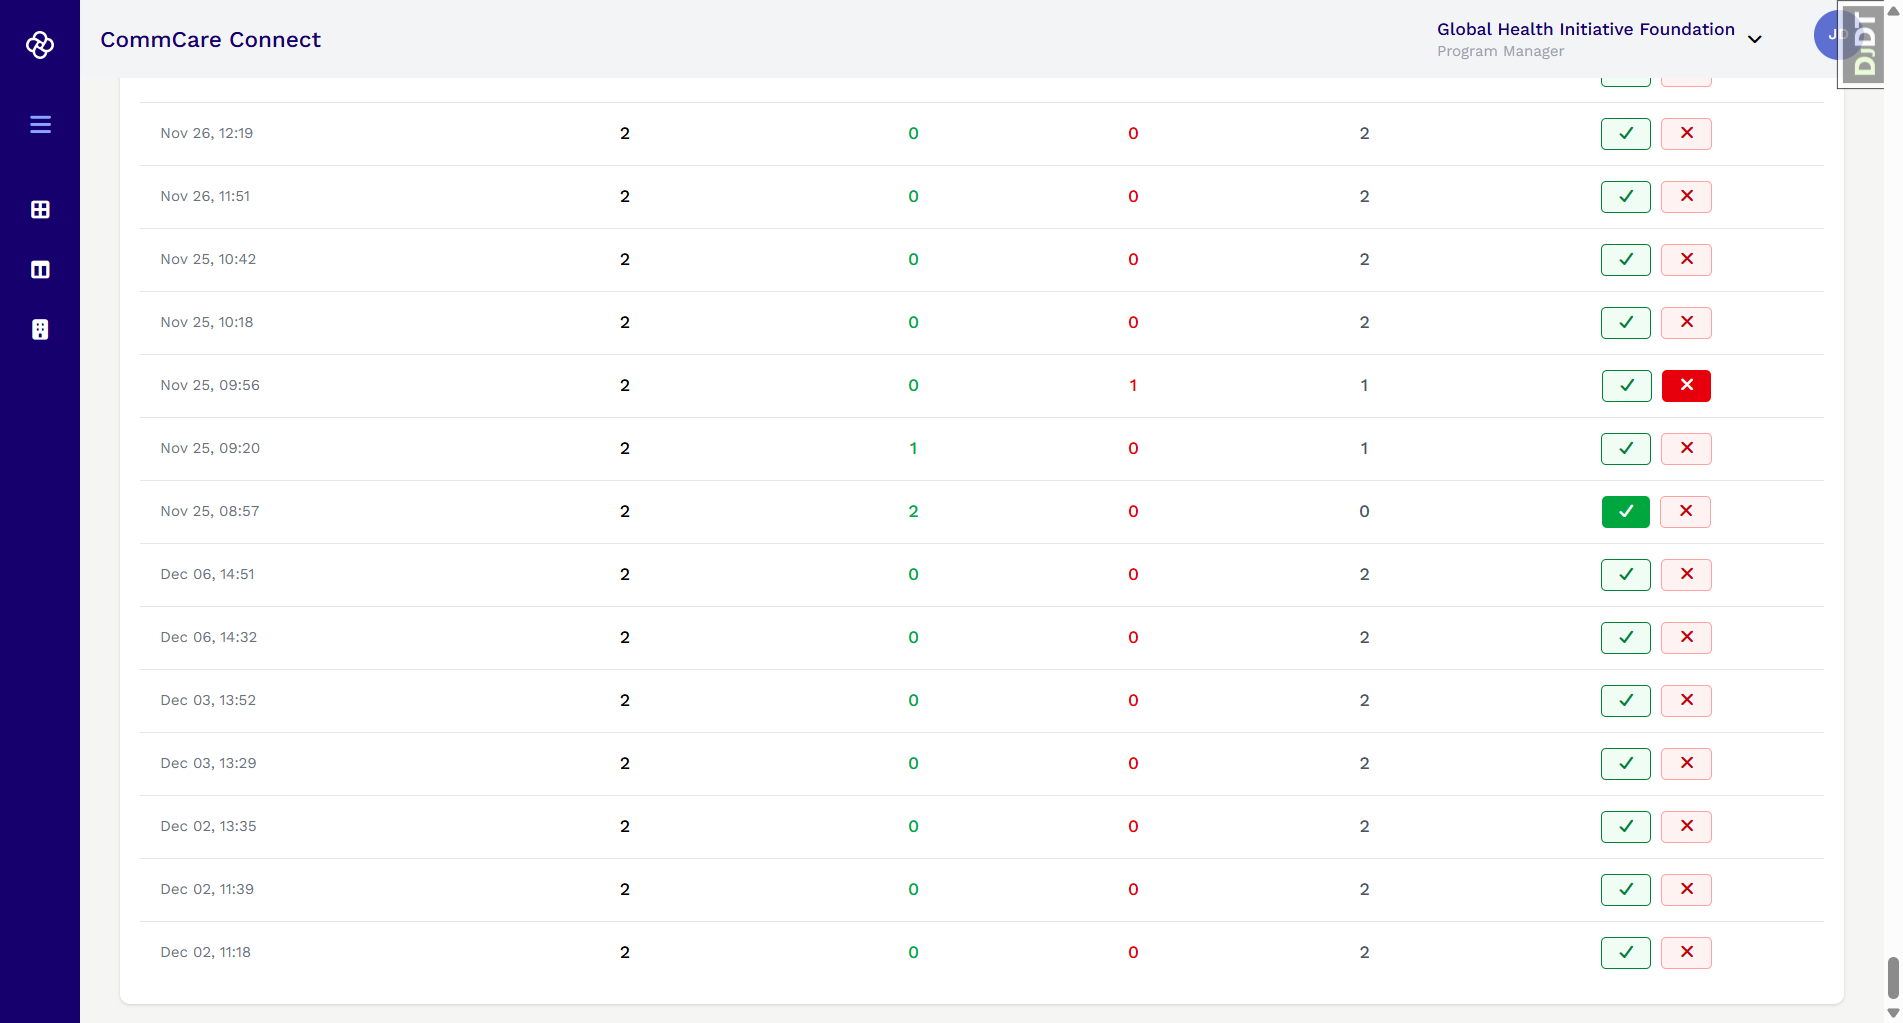 CommCare Connect
Global Health Initiative Foundation
Program Manager
JD
DjDT
Nov 26, 12:19 2 0 0 2
Nov 26, 11:51 2 0 0 2
Nov 25, 10:42 2 0 0 2
Nov 25, 10:18 2 0 0 2
Nov 25, 09:56 2 0 1 1
Nov 25, 09:20 2 1 0 1
Nov 25, 08:57 2 2 0 0
Dec 06, 14:51 2 0 0 2
Dec 06, 14:32 2 0 0 2
Dec 03, 13:52 2 0 0 2
Dec 03, 13:29 2 0 0 2
Dec 02, 13:35 2 0 0 2
Dec 02, 11:39 2 0 0 2
Dec 02, 11:18 2 0 0 2